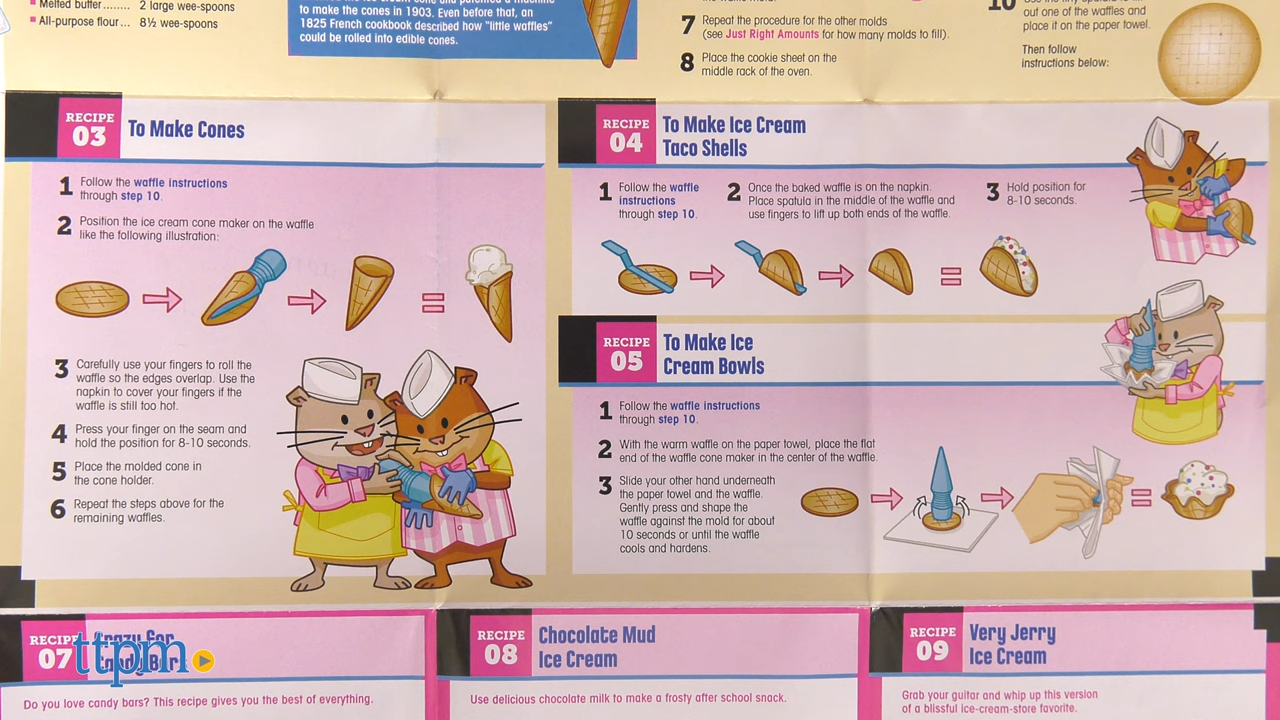 Melted butter........ 2 large wee-spoons
All-purpose flour... 8½ wee-spoons
to make the cones in 1903. Even before that, an
1825 French cookbook described how "little waffles"
could be rolled into edible cones.
7 Repeat the procedure for the other molds
(see Just Right Amounts for how many molds to fill).
8 Place the cookie sheet on the
middle rack of the oven.
10
out one of the waffles and
place it on the paper towel.
Then follow
instructions below:
RECIPE 03 To Make Cones
1 Follow the waffle instructions
through step 10.
2 Position the ice cream cone maker on the waffle
like the following illustration:
3 Carefully use your fingers to roll the
waffle so the edges overlap. Use the
napkin to cover your fingers if the
waffle is still too hot.
4 Press your finger on the seam and
hold the position for 8-10 seconds.
5 Place the molded cone in
the cone holder.
6 Repeat the steps above for the
remaining waffles.
RECIPE 04 To Make Ice Cream
Taco Shells
1 Follow the waffle
instructions
through step 10.
2 Once the baked waffle is on the napkin.
Place spatula in the middle of the waffle and
use fingers to lift up both ends of the waffle.
3 Hold position for
8-10 seconds.
RECIPE 05 To Make Ice
Cream Bowls
1 Follow the waffle instructions
through step 10.
2 With the warm waffle on the paper towel, place the flat
end of the waffle cone maker in the center of the waffle.
3 Slide your other hand underneath
the paper towel and the waffle.
Gently press and shape the
waffle against the mold for about
10 seconds or until the waffle
cools and hardens.
RECIPE 07 Crazy for
Candy Bars
ttpm
Do you love candy bars? This recipe gives you the best of everything.
RECIPE 08 Chocolate Mud
Ice Cream
Use delicious chocolate milk to make a frosty after school snack.
RECIPE 09 Very Jerry
Ice Cream
Grab your guitar and whip up this version
of a blissful ice-cream-store favorite.